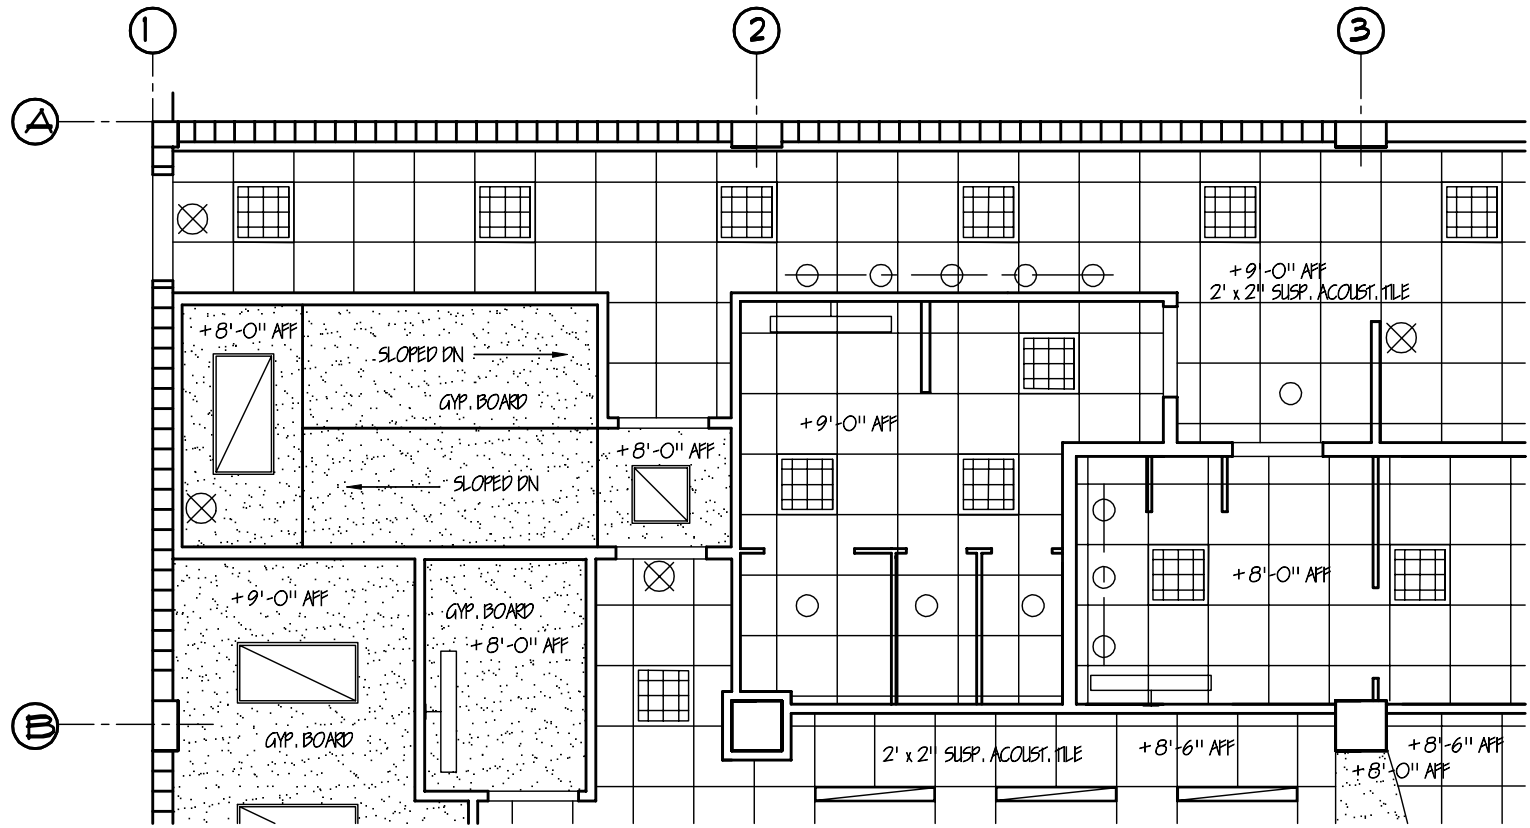 1
2
3
A
+9'-0" AFF
2' x 2" SUSP. ACOUST. TILE
+8'-0" AFF
SLOPED DN
GYP. BOARD
+9'-0" AFF
+8'-0" AFF
SLOPED DN
+8'-0" AFF
+9'-0" AFF
GYP. BOARD
+8'-0" AFF
B
GYP. BOARD
2' x 2" SUSP. ACOUST. TILE
+8'-6" AFF
+8'-6" AFF
+8'-0" AFF